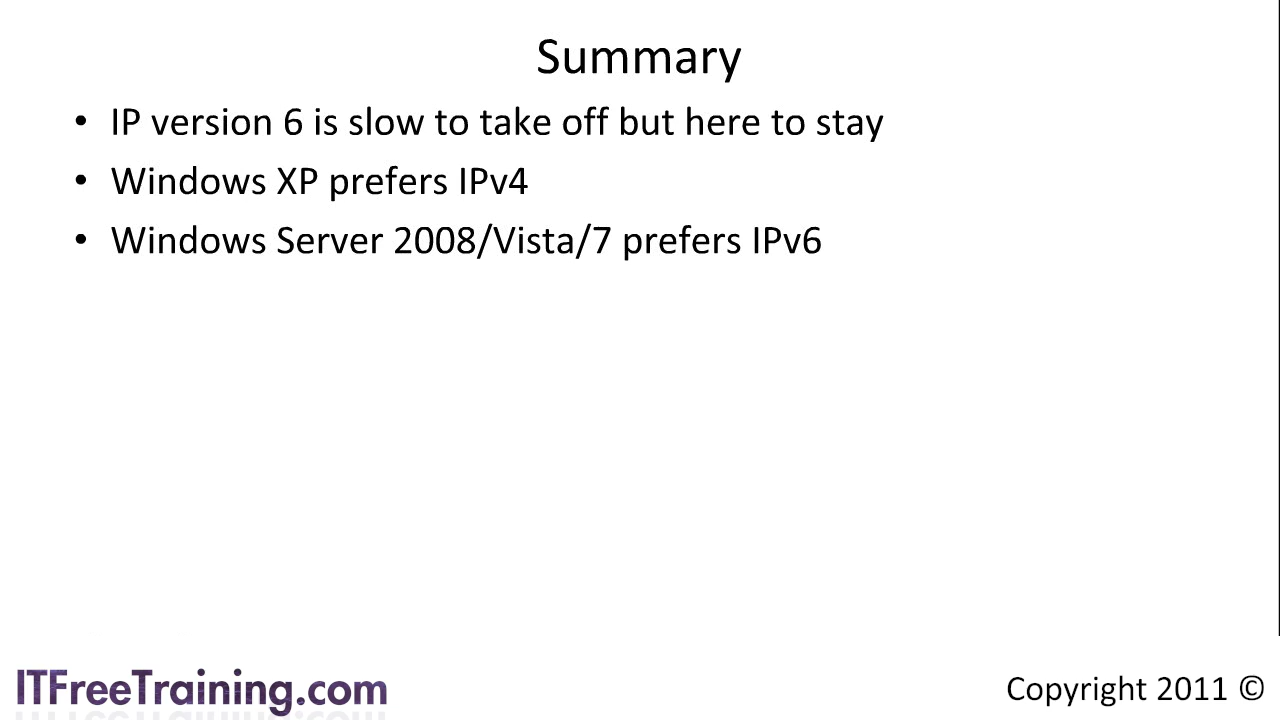 Summary
• IP version 6 is slow to take off but here to stay
• Windows XP prefers IPv4
• Windows Server 2008/Vista/7 prefers IPv6
ITFreeTraining.com
Copyright 2011 ©